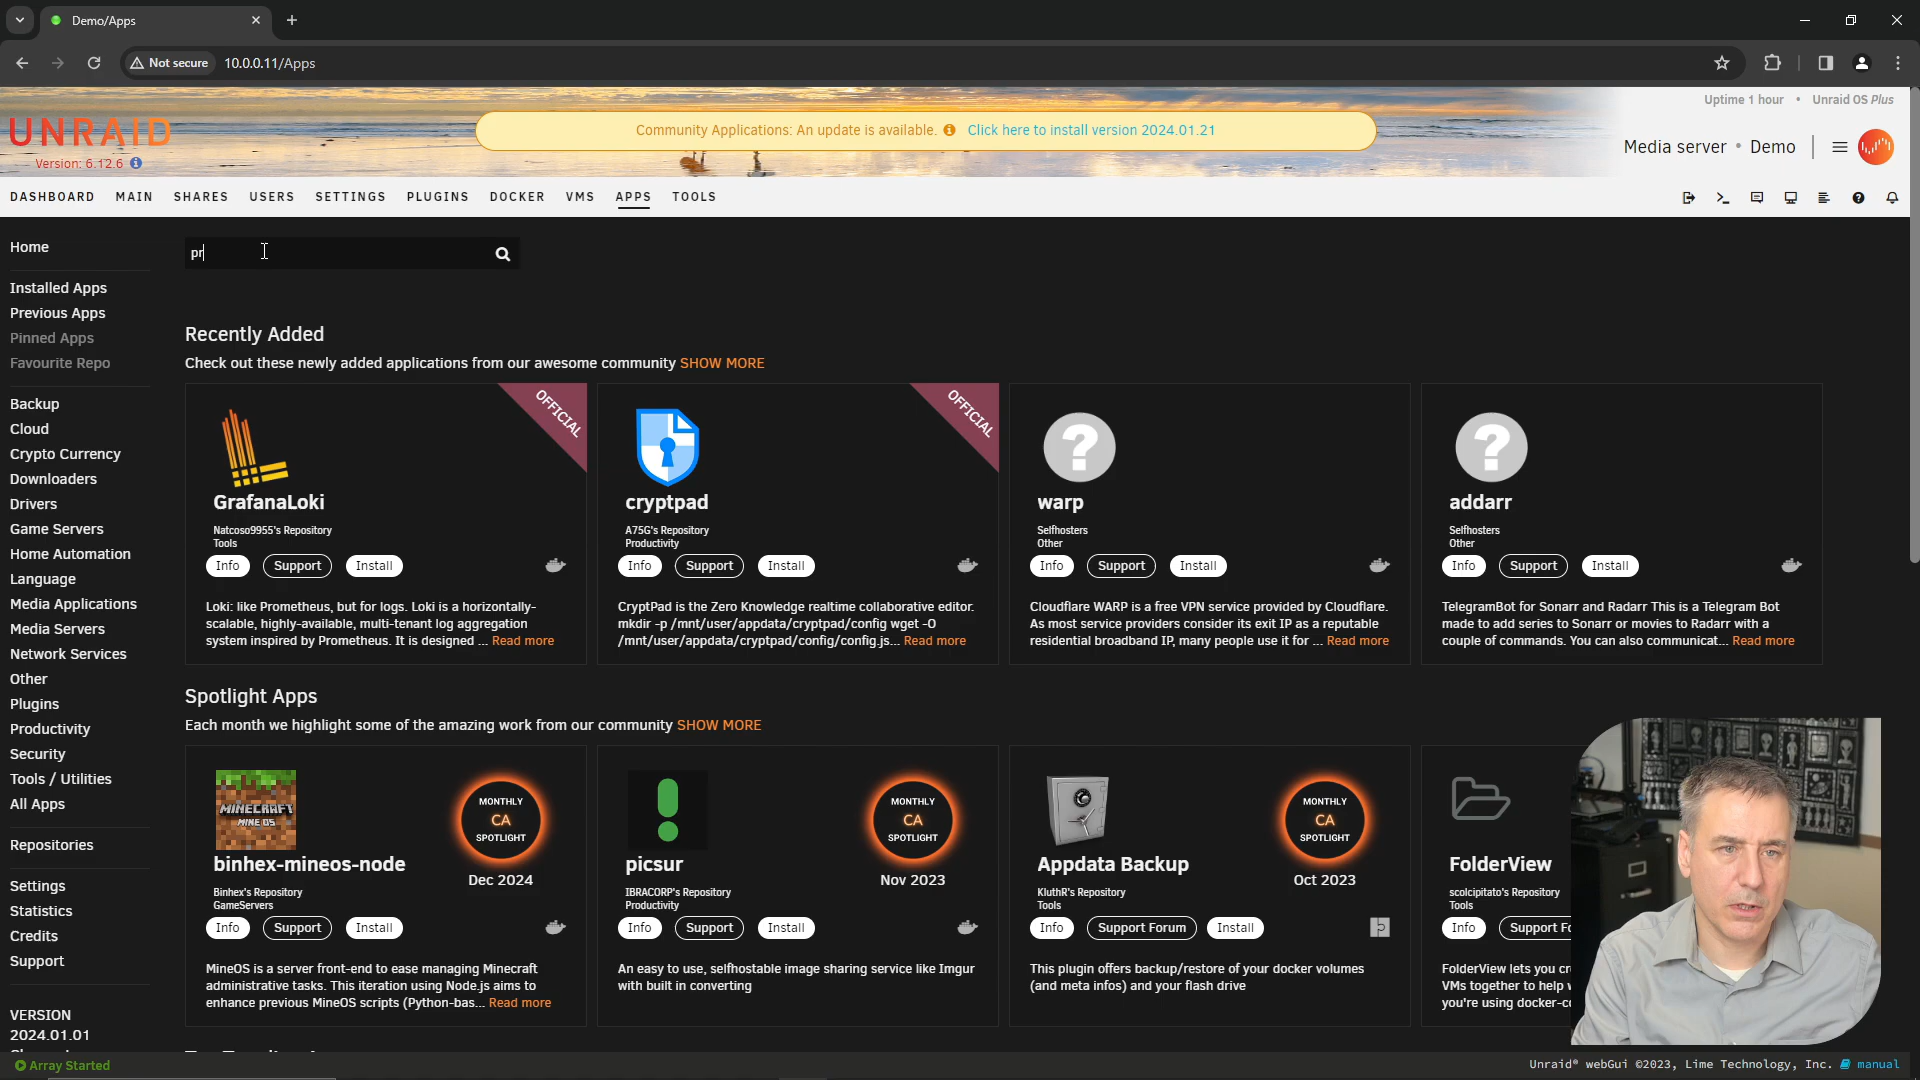 Demo/Apps
Not secure
10.0.0.11/Apps
Uptime 1 hour • Unraid OS Plus
UNRAID
Version: 6.12.6
Community Applications: An update is available. Click here to install version 2024.01.21
Media server • Demo
DASHBOARD MAIN SHARES USERS SETTINGS PLUGINS DOCKER VMS APPS TOOLS
Home
Installed Apps
Previous Apps
Pinned Apps
Favourite Repo
Backup
Cloud
Crypto Currency
Downloaders
Drivers
Game Servers
Home Automation
Language
Media Applications
Media Servers
Network Services
Other
Plugins
Productivity
Security
Tools / Utilities
All Apps
Repositories
Settings
Statistics
Credits
Support
VERSION
2024.01.01
pr
Recently Added
Check out these newly added applications from our awesome community SHOW MORE
OFFICIAL
GrafanaLoki
Natcoso9955's Repository
Tools
Info Support Install
Loki: like Prometheus, but for logs. Loki is a horizontally-
scalable, highly-available, multi-tenant log aggregation
system inspired by Prometheus. It is designed ... Read more
OFFICIAL
cryptpad
A75G's Repository
Productivity
Info Support Install
CryptPad is the Zero Knowledge realtime collaborative editor.
mkdir -p /mnt/user/appdata/cryptpad/config wget -O
/mnt/user/appdata/cryptpad/config/config.js... Read more
warp
Selfhosters
Other
Info Support Install
Cloudflare WARP is a free VPN service provided by Cloudflare.
As most service providers consider its exit IP as a reputable
residential broadband IP, many people use it for ... Read more
addarr
Selfhosters
Other
Info Support Install
TelegramBot for Sonarr and Radarr This is a Telegram Bot
made to add series to Sonarr or movies to Radarr with a
couple of commands. You can also communicat... Read more
Spotlight Apps
Each month we highlight some of the amazing work from our community SHOW MORE
MINECRAFT
MINE OS
MONTHLY
CA
SPOTLIGHT
Dec 2024
binhex-mineos-node
Binhex's Repository
GameServers
Info Support Install
MineOS is a server front-end to ease managing Minecraft
administrative tasks. This iteration using Node.js aims to
enhance previous MineOS scripts (Python-bas... Read more
MONTHLY
CA
SPOTLIGHT
Nov 2023
picsur
IBRACORP's Repository
Productivity
Info Support Install
An easy to use, selfhostable image sharing service like Imgur
with built in converting
MONTHLY
CA
SPOTLIGHT
Oct 2023
Appdata Backup
KluthR's Repository
Tools
Info Support Forum Install
This plugin offers backup/restore of your docker volumes
(and meta infos) and your flash drive
FolderView
scolcipitato's Repository
Tools
Info Support Fo
FolderView lets you cr
VMs together to help
you're using docker-c
Array Started
Unraid® webGui ©2023, Lime Technology, Inc. manual